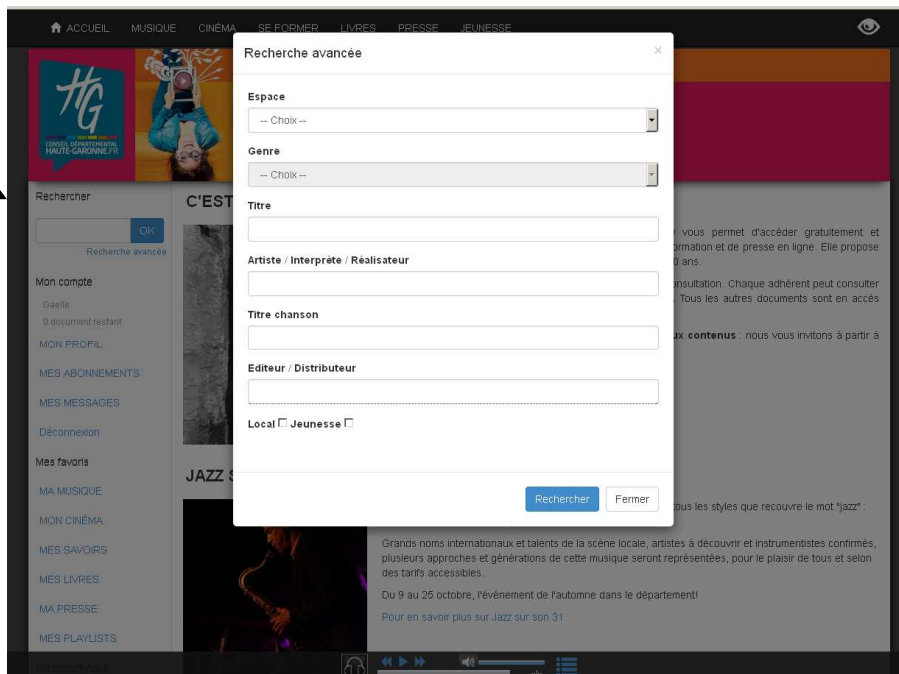 ACCUEIL MUSIQUE CINÉMA SE FORMER LIVRES PRESSE JEUNESSE
HG
CONSEIL DÉPARTEMENTAL
HAUTE-GARONNE.FR
Recherche avancée
×
Espace
-- Choix --
Genre
-- Choix --
Titre
Artiste / Interprète / Réalisateur
Titre chanson
Editeur / Distributeur
Local Jeunesse
Rechercher Fermer
Rechercher
OK
Recherche avancée
Mon compte
Gaelle
0 document restant
MON PROFIL
MES ABONNEMENTS
MES MESSAGES
Déconnexion
Mes favoris
MA MUSIQUE
MON CINÉMA
MES SAVOIRS
MES LIVRES
MA PRESSE
MES PLAYLISTS
C'EST
vous permet d'accéder gratuitement et
ormation et de presse en ligne. Elle propose
0 ans.
onsultation. Chaque adhérent peut consulter
Tous les autres documents sont en accès
ux contenus : nous vous invitons à partir à
JAZZ S
tous les styles que recouvre le mot "jazz" :
Grands noms internationaux et talents de la scène locale, artistes à découvrir et instrumentistes confirmés,
plusieurs approches et générations de cette musique seront représentées, pour le plaisir de tous et selon
des tarifs accessibles.
Du 9 au 25 octobre, l'événement de l'automne dans le département!
Pour en savoir plus sur Jazz sur son 31